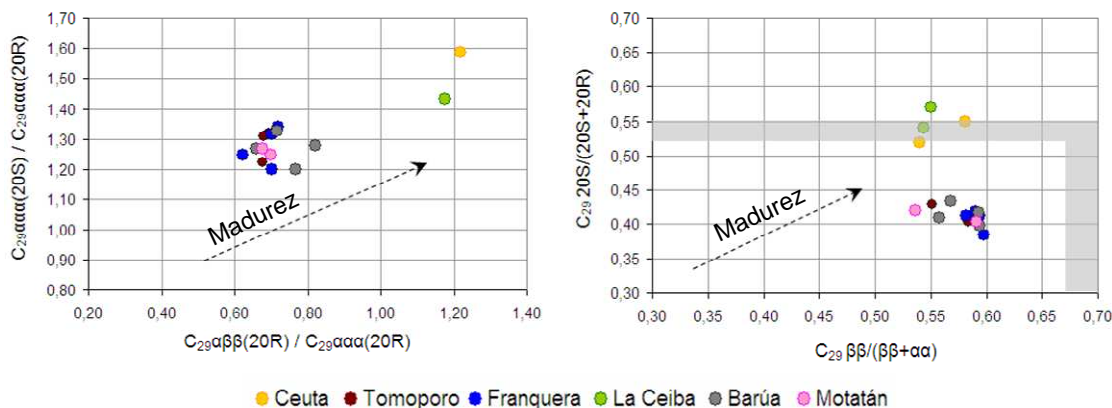 C₂₉ααα(20S) / C₂₉ααα(20R)
1,70
1,60
1,50
1,40
1,30
1,20
1,10
1,00
0,90
0,80
Madurez
0,20 0,40 0,60 0,80 1,00 1,20 1,40
C₂₉αββ(20R) / C₂₉ααα(20R)
C₂₉ 20S/(20S+20R)
0,70
0,65
0,60
0,55
0,50
0,45
0,40
0,35
0,30
Madurez
0,30 0,35 0,40 0,45 0,50 0,55 0,60 0,65 0,70
C₂₉ ββ/(ββ+αα)
Ceuta Tomoporo Franquera La Ceiba Barúa Motatán